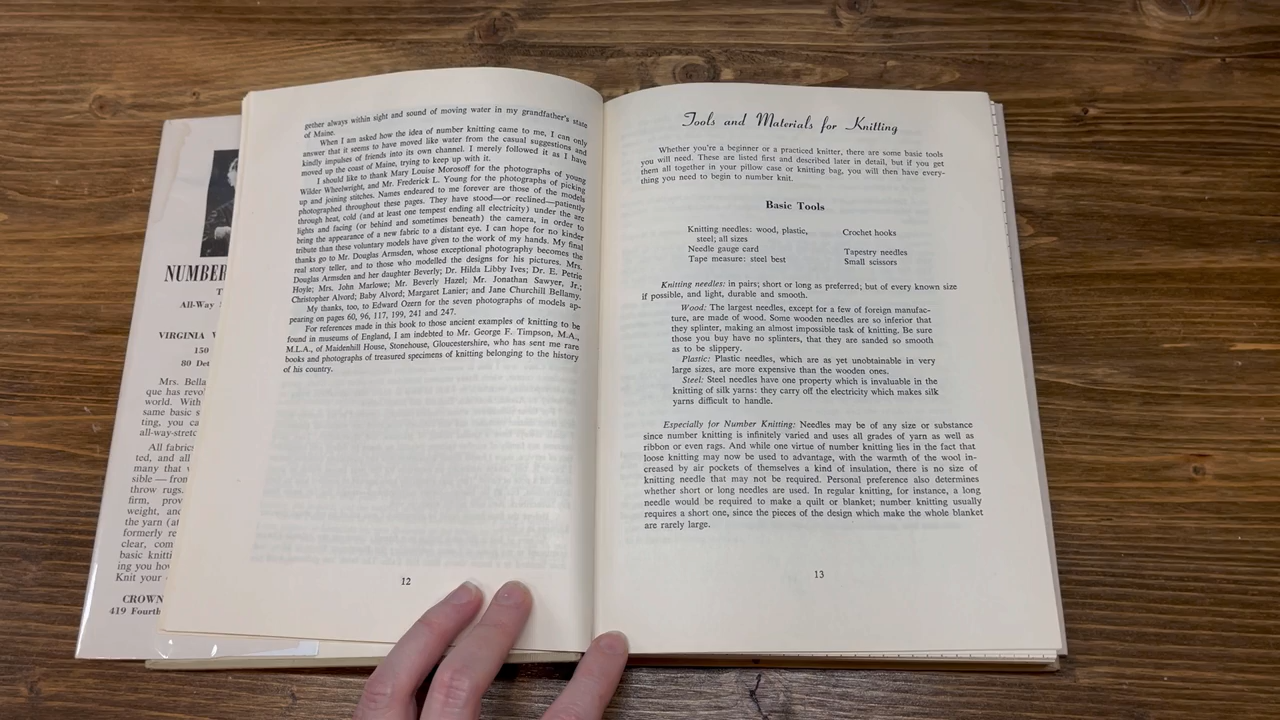 NUMBER
T
All-Way
VIRGINIA W
150
80 Det
Mrs. Bella
que has revo
world. With
same basic s
ting, you ca
all-way-stretc
All fabrics
ted, and all
many that
sible — from
throw rugs.
firm, prov
weight, and
the yarn (at
formerly re
clear, com
basic knitti
ing you how
Knit your
CROWN
419 Fourth
gether always within sight and sound of moving water in my grandfather's state
of Maine.
When I am asked how the idea of number knitting came to me, I can only
answer that it seems to have moved like water from the casual suggestions and
kindly impulses of friends into its own channel. I merely followed it as I have
moved up the coast of Maine, trying to keep up with it.
I should like to thank Mary Louise Morosoff for the photographs of young
Wilder Wheelwright, and Mr. Frederick L. Young for the photographs of picking
up and joining stitches. Names endeared to me forever are those of the models
photographed throughout these pages. They have stood—or reclined—patiently
through heat, cold (and at least one tempest ending all electricity) under the arc
lights and facing (or behind and sometimes beneath) the camera, in order to
bring the appearance of a new fabric to a distant eye. I can hope for no kinder
tribute than these voluntary models have given to the work of my hands. My final
thanks go to Mr. Douglas Armsden, whose exceptional photography becomes the
real story teller, and to those who modelled the designs for his pictures. Mrs.
Douglas Armsden and her daughter Beverly; Dr. Hilda Libby Ives; Dr. E. Petrie
Hoyle; Mrs. John Marlowe; Mr. Beverly Hazel; Mr. Jonathan Sawyer, Jr.;
Christopher Alvord; Baby Alvord; Margaret Lanier; and Jane Churchill Bellamy.
My thanks, too, to Edward Ozern for the seven photographs of models ap-
pearing on pages 60, 96, 117, 199, 241 and 247.
For references made in this book to those ancient examples of knitting to be
found in museums of England, I am indebted to Mr. George F. Timpson, M.A.,
M.L.A., of Maidenhill House, Stonehouse, Gloucestershire, who has sent me rare
books and photographs of treasured specimens of knitting belonging to the history
of his country.
12
Tools and Materials for Knitting
Whether you're a beginner or a practiced knitter, there are some basic tools
you will need. These are listed first and described later in detail, but if you get
them all together in your pillow case or knitting bag, you will then have every-
thing you need to begin to number knit.
Basic Tools
Knitting needles: wood, plastic,
steel; all sizes
Needle gauge card
Tape measure: steel best
Crochet hooks
Tapestry needles
Small scissors
Knitting needles: in pairs; short or long as preferred; but of every known size
if possible, and light, durable and smooth.
Wood: The largest needles, except for a few of foreign manufac-
ture, are made of wood. Some wooden needles are so inferior that
they splinter, making an almost impossible task of knitting. Be sure
those you buy have no splinters, that they are sanded so smooth
as to be slippery.
Plastic: Plastic needles, which are as yet unobtainable in very
large sizes, are more expensive than the wooden ones.
Steel: Steel needles have one property which is invaluable in the
knitting of silk yarns: they carry off the electricity which makes silk
yarns difficult to handle.
Especially for Number Knitting: Needles may be of any size or substance
since number knitting is infinitely varied and uses all grades of yarn as well as
ribbon or even rags. And while one virtue of number knitting lies in the fact that
loose knitting may now be used to advantage, with the warmth of the wool in-
creased by air pockets of themselves a kind of insulation, there is no size of
knitting needle that may not be required. Personal preference also determines
whether short or long needles are used. In regular knitting, for instance, a long
needle would be required to make a quilt or blanket; number knitting usually
requires a short one, since the pieces of the design which make the whole blanket
are rarely large.
13